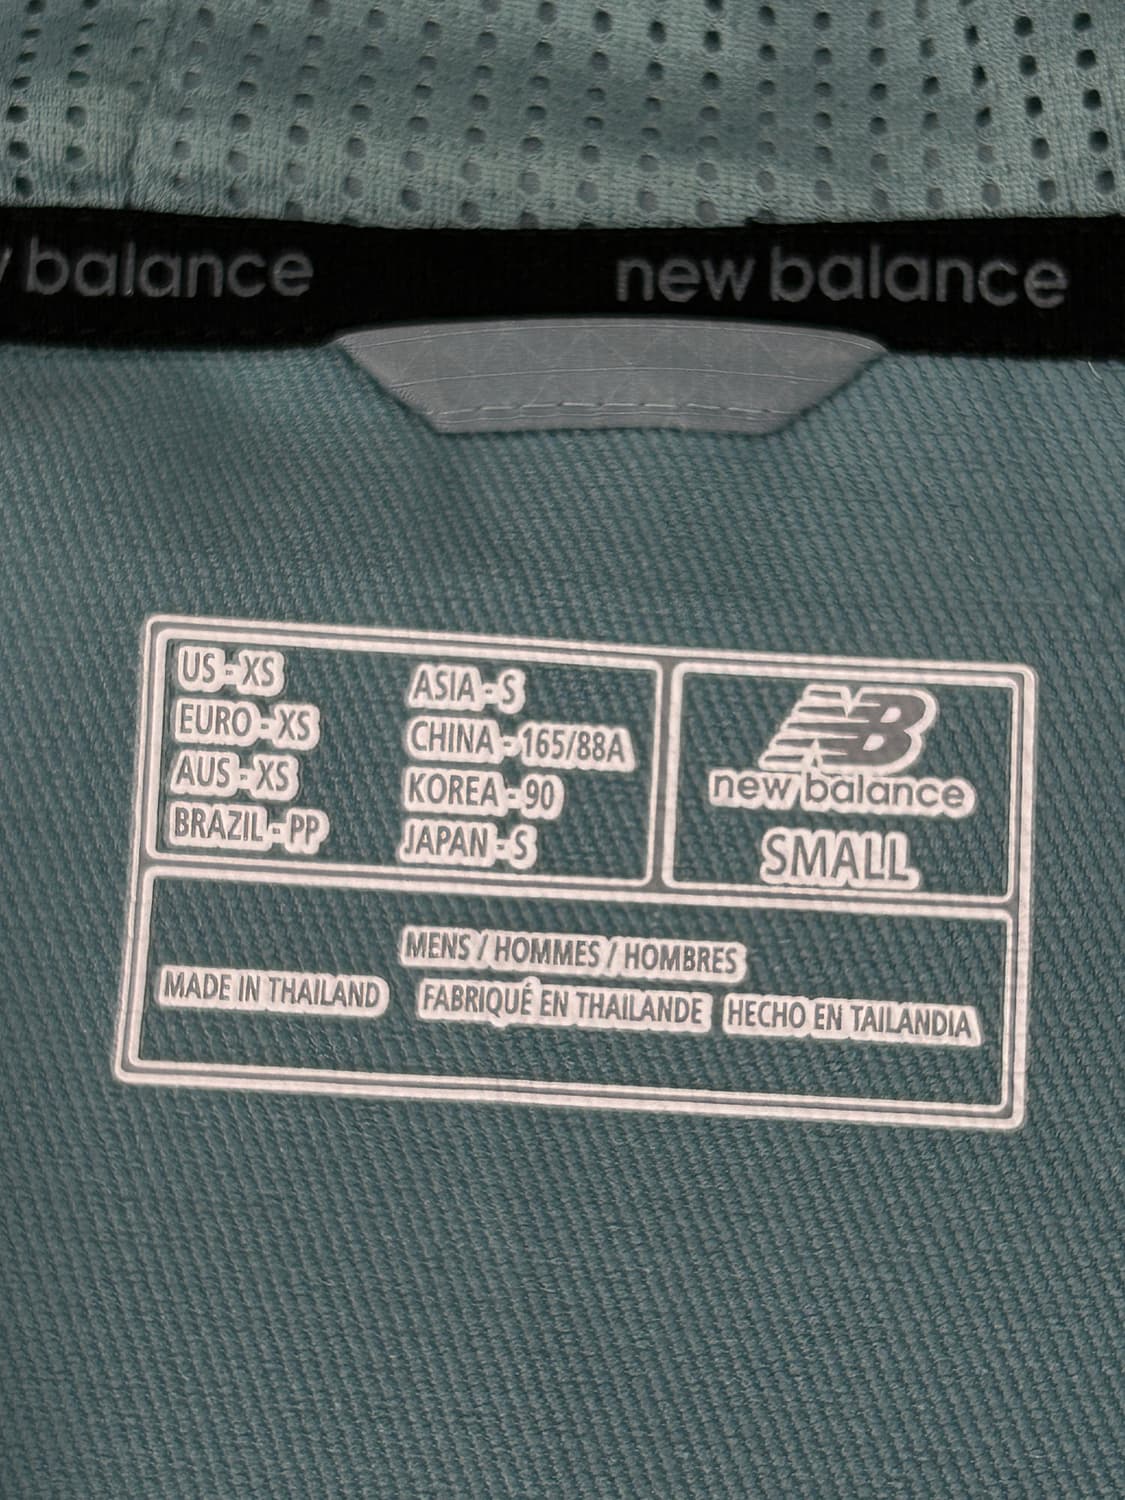 balance new balance
US - XS
EURO - XS
AUS - XS
BRAZIL - PP
ASIA - S
CHINA - 165/88A
KOREA - 90
JAPAN - S
NB
new balance
SMALL
MENS / HOMMES / HOMBRES
MADE IN THAILAND FABRIQUÉ EN THAILANDE HECHO EN TAILANDIA